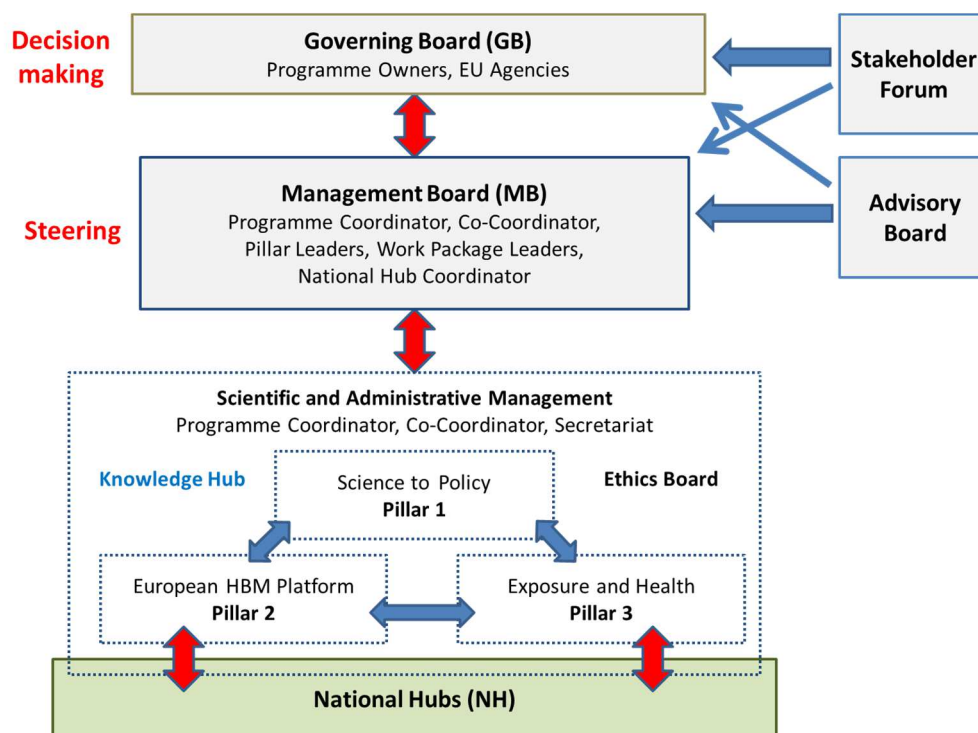 Decision
making
Governing Board (GB)
Programme Owners, EU Agencies
Stakeholder
Forum
Steering
Management Board (MB)
Programme Coordinator, Co-Coordinator,
Pillar Leaders, Work Package Leaders,
National Hub Coordinator
Advisory
Board
Scientific and Administrative Management
Programme Coordinator, Co-Coordinator, Secretariat
Knowledge Hub
Science to Policy
Pillar 1
Ethics Board
European HBM Platform
Pillar 2
Exposure and Health
Pillar 3
National Hubs (NH)